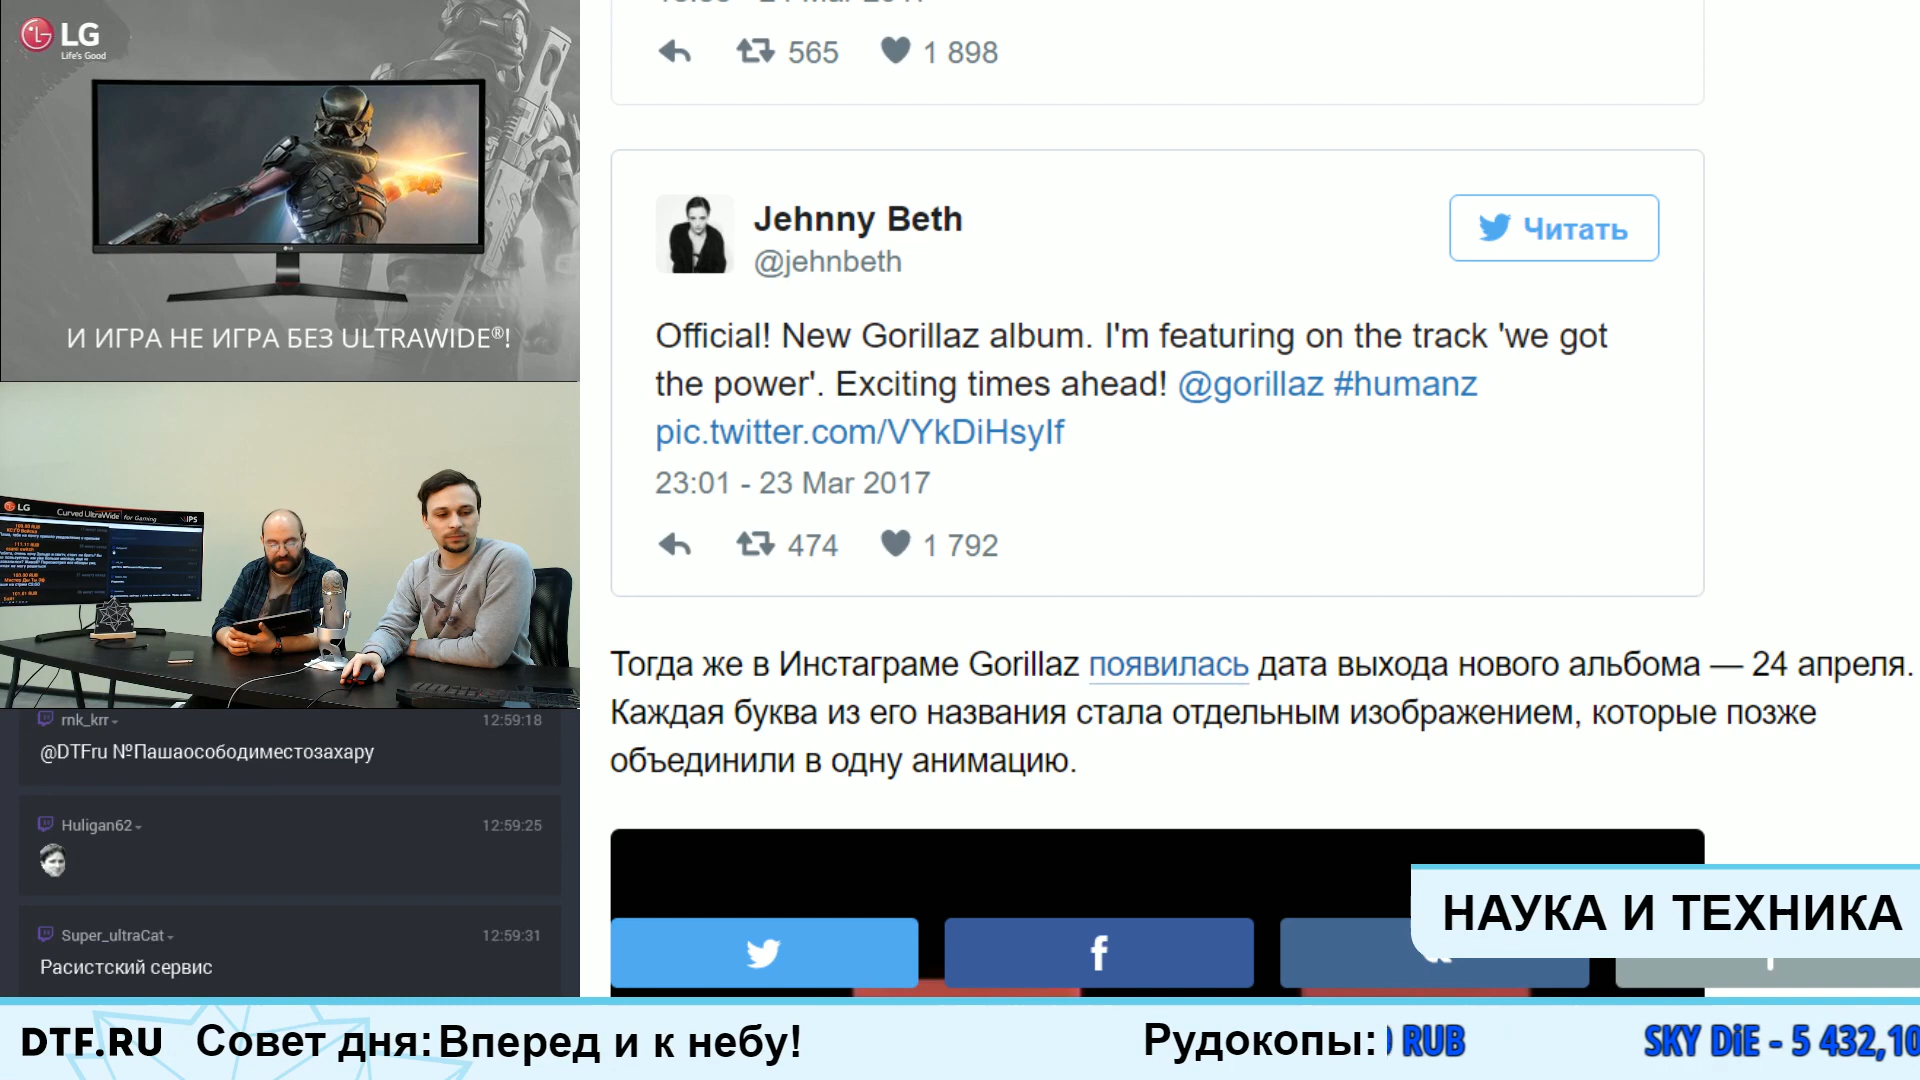 LG
Life's Good
И ИГРА НЕ ИГРА БЕЗ ULTRAWIDE®!
LG
Curved UltraWide for Gaming
IPS
rnk_krr
12:59:18
@DTFru №Пашаосободиместозахару
Huligan62
12:59:25
Super_ultraCat
12:59:31
Расистский сервис
565
1 898
Jehnny Beth
@jehnbeth
Читать
Official! New Gorillaz album. I'm featuring on the track 'we got
the power'. Exciting times ahead! @gorillaz #humanz
pic.twitter.com/VYkDiHsyIf
23:01 - 23 Mar 2017
474
1 792
Тогда же в Инстаграме Gorillaz появилась дата выхода нового альбома — 24 апреля.
Каждая буква из его названия стала отдельным изображением, которые позже
объединили в одну анимацию.
НАУКА И ТЕХНИКА
DTF.RU Совет дня: Вперед и к небу!
Рудокопы: RUB SKY DiE - 5 432,10